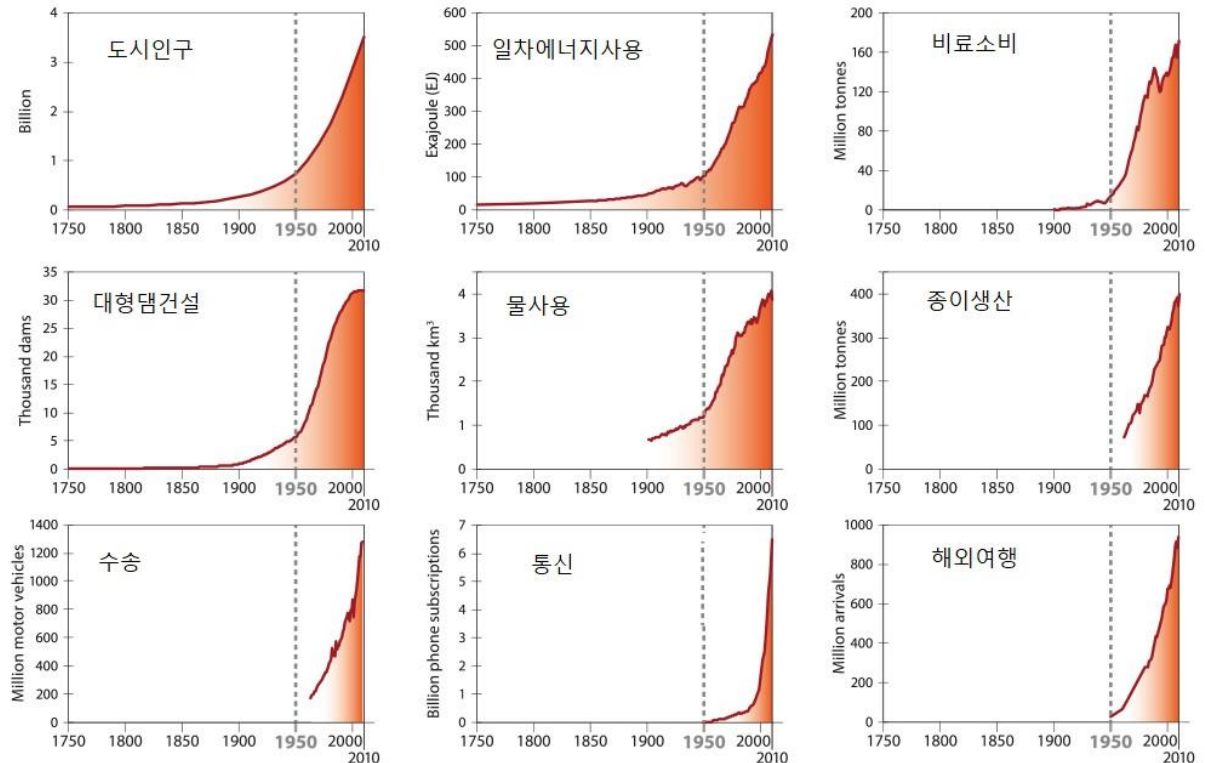 도시인구
Billion
4
3
2
1
0
1750 1800 1850 1900 1950 2000
2010
일차에너지사용
Exajoule (EJ)
600
500
400
300
200
100
0
1750 1800 1850 1900 1950 2000
2010
비료소비
Million tonnes
200
160
120
80
40
0
1750 1800 1850 1900 1950 2000
2010
대형댐건설
Thousand dams
35
30
25
20
15
10
5
0
1750 1800 1850 1900 1950 2000
2010
물사용
Thousand km³
4
3
2
1
0
1750 1800 1850 1900 1950 2000
2010
종이생산
Million tonnes
400
300
200
100
0
1750 1800 1850 1900 1950 2000
2010
수송
Million motor vehicles
1400
1200
1000
800
600
400
200
0
1750 1800 1850 1900 1950 2000
2010
통신
Billion phone subscriptions
7
6
5
4
3
2
1
0
1750 1800 1850 1900 1950 2000
2010
해외여행
Million arrivals
1000
800
600
400
200
0
1750 1800 1850 1900 1950 2000
2010